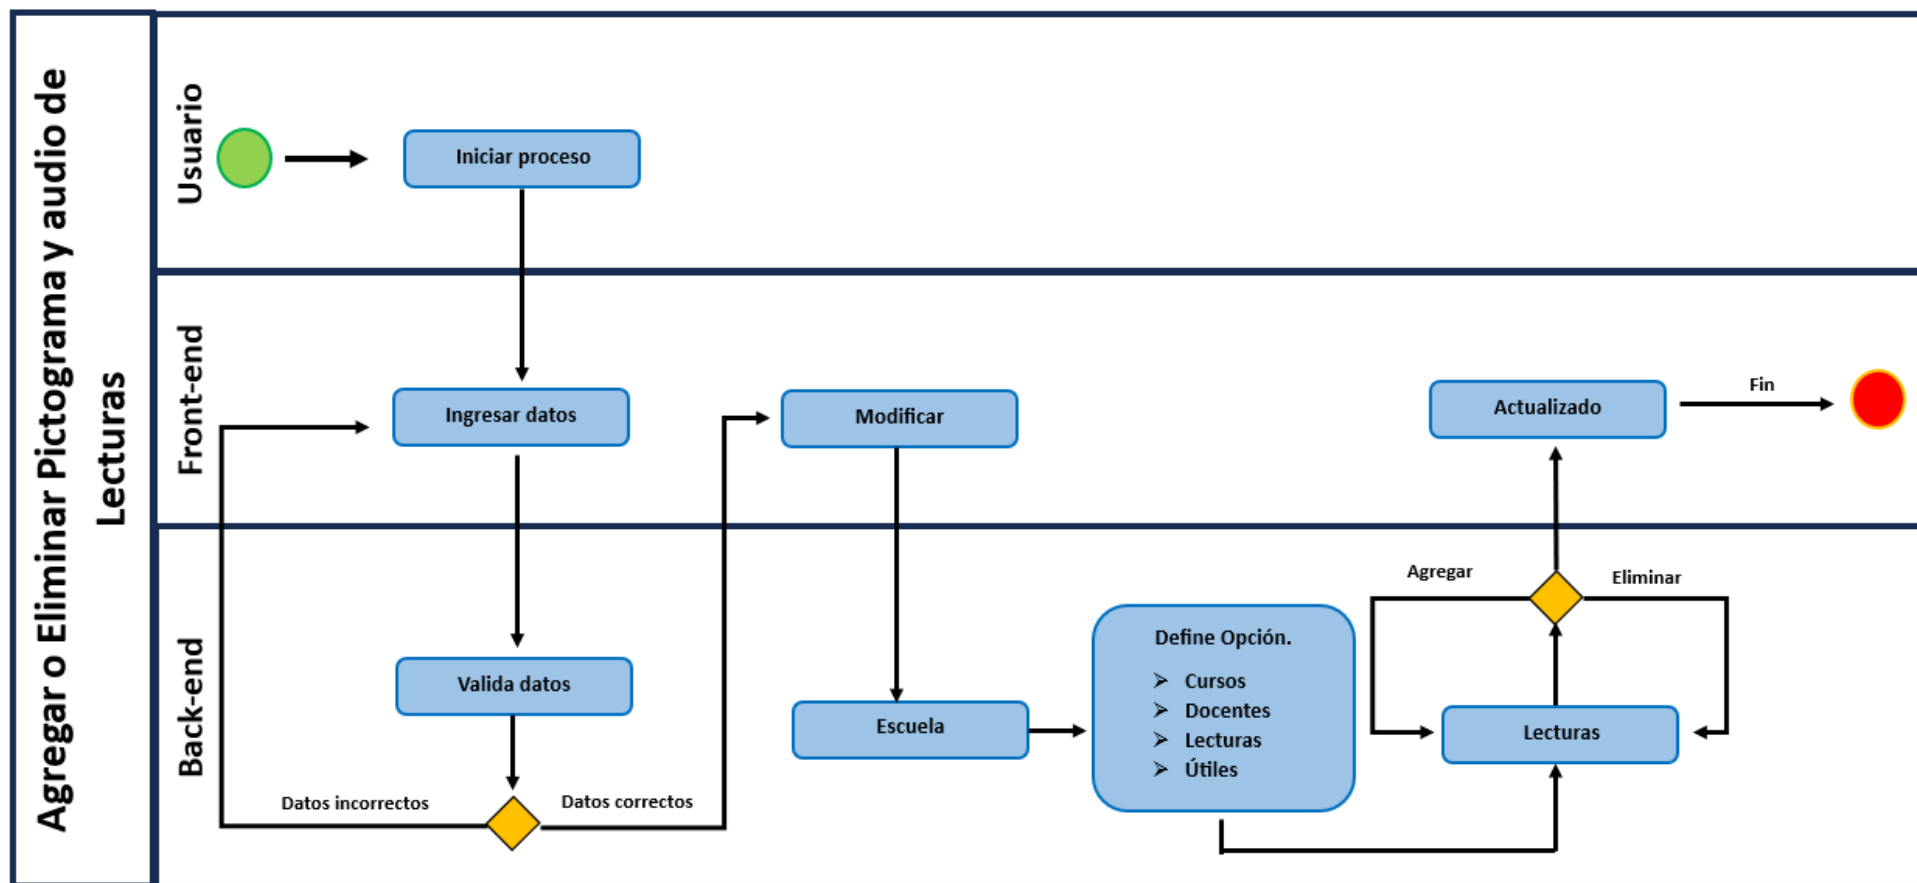 Agregar o Eliminar Pictograma y audio de
Lecturas
Usuario
Iniciar proceso
Front-end
Ingresar datos
Modificar
Actualizado
Fin
Back-end
Valida datos
Datos incorrectos
Datos correctos
Escuela
Define Opción.
➢ Cursos
➢ Docentes
➢ Lecturas
➢ Útiles
Agregar
Eliminar
Lecturas